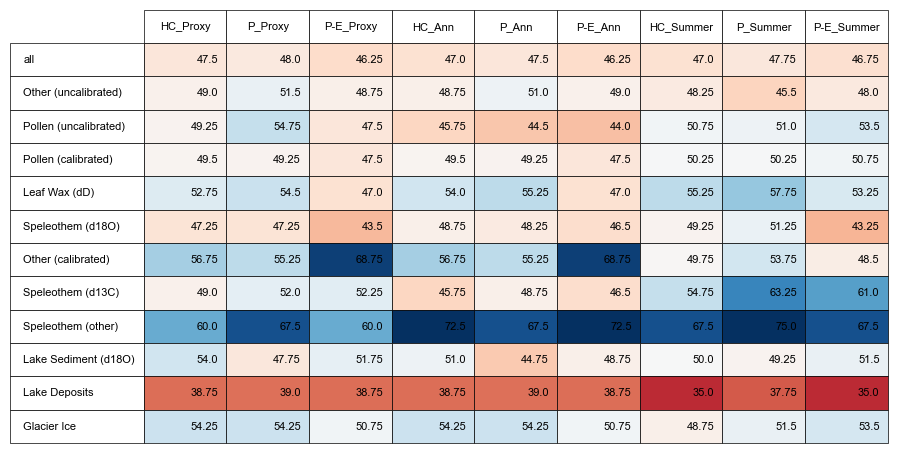 HC_Proxy P_Proxy P-E_Proxy HC_Ann P_Ann P-E_Ann HC_Summer P_Summer P-E_Summer
all 47.5 48.0 46.25 47.0 47.5 46.25 47.0 47.75 46.75
Other (uncalibrated) 49.0 51.5 48.75 48.75 51.0 49.0 48.25 45.5 48.0
Pollen (uncalibrated) 49.25 54.75 47.5 45.75 44.5 44.0 50.75 51.0 53.5
Pollen (calibrated) 49.5 49.25 47.5 49.5 49.25 47.5 50.25 50.25 50.75
Leaf Wax (dD) 52.75 54.5 47.0 54.0 55.25 47.0 55.25 57.75 53.25
Speleothem (d18O) 47.25 47.25 43.5 48.75 48.25 46.5 49.25 51.25 43.25
Other (calibrated) 56.75 55.25 68.75 56.75 55.25 68.75 49.75 53.75 48.5
Speleothem (d13C) 49.0 52.0 52.25 45.75 48.75 46.5 54.75 63.25 61.0
Speleothem (other) 60.0 67.5 60.0 72.5 67.5 72.5 67.5 75.0 67.5
Lake Sediment (d18O) 54.0 47.75 51.75 51.0 44.75 48.75 50.0 49.25 51.5
Lake Deposits 38.75 39.0 38.75 38.75 39.0 38.75 35.0 37.75 35.0
Glacier Ice 54.25 54.25 50.75 54.25 54.25 50.75 48.75 51.5 53.5